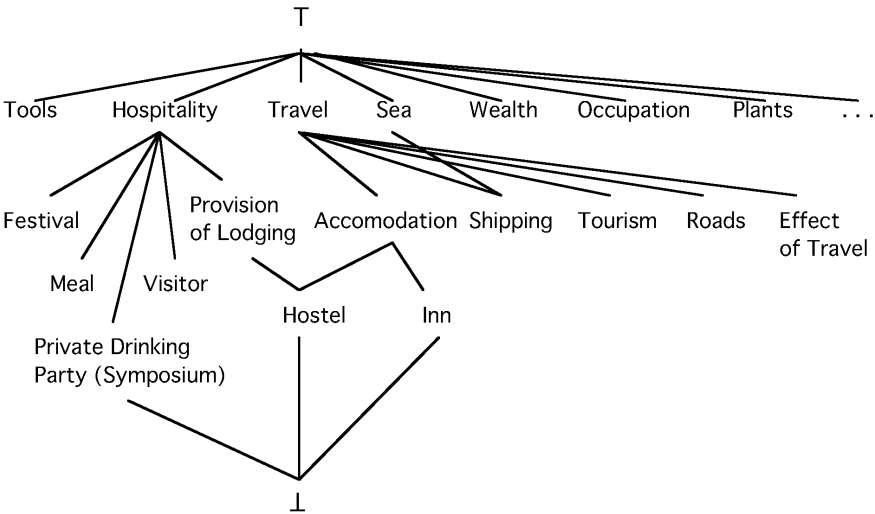 ⊤
Tools Hospitality Travel Sea Wealth Occupation Plants ...
Festival Provision of Lodging Accomodation Shipping Tourism Roads Effect of Travel
Meal Visitor
Hostel Inn
Private Drinking
Party (Symposium)
⊥